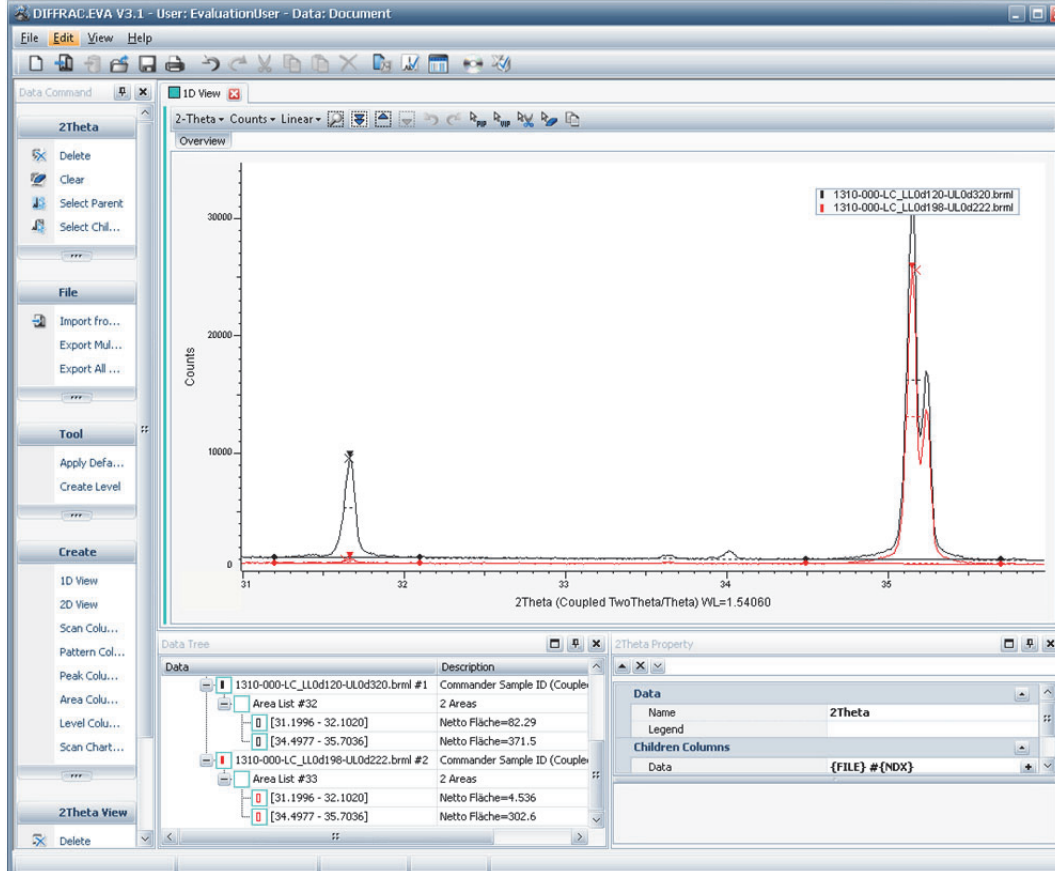 DIFFRAC.EVA V3.1 - User: EvaluationUser - Data: Document
File Edit View Help
Data Command
2Theta
Delete
Clear
Select Parent
Select Chil...
File
Import fro...
Export Mul...
Export All ...
Tool
Apply Defa...
Create Level
Create
1D View
2D View
Scan Colu...
Pattern Col...
Peak Colu...
Area Colu...
Level Colu...
Scan Chart...
2Theta View
Delete
1D View
2-Theta Counts Linear
Overview
1310-000-LC_LL0d120-UL0d320.brml
1310-000-LC_LL0d198-UL0d222.brml
30000
20000
10000
0
Counts
31 32 33 34 35
2Theta (Coupled TwoTheta/Theta) WL=1.54060
Data Tree
Data Description
1310-000-LC_LL0d120-UL0d320.brml #1 Commander Sample ID (Couple
Area List #32 2 Areas
[31.1996 - 32.1020] Netto Fläche=82.29
[34.4977 - 35.7036] Netto Fläche=371.5
1310-000-LC_LL0d198-UL0d222.brml #2 Commander Sample ID (Couple
Area List #33 2 Areas
[31.1996 - 32.1020] Netto Fläche=4.536
[34.4977 - 35.7036] Netto Fläche=302.6
2Theta Property
Data
Name 2Theta
Legend
Children Columns
Data {FILE} #{NDX}